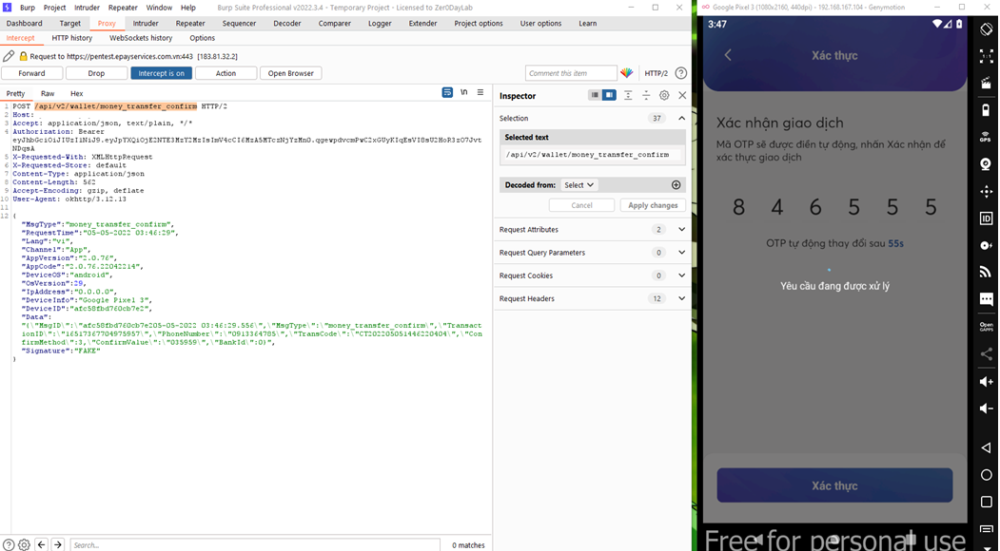 Burp Project Intruder Repeater Window Help Burp Suite Professional v2022.3.4 - Temporary Project - Licensed to Zer0DayLab
Dashboard Target Proxy Intruder Repeater Sequencer Decoder Comparer Logger Extender Project options User options Learn
Intercept HTTP history WebSockets history Options
Request to https://pentest.epayservices.com.vn:443 [183.81.32.2]
Forward Drop Intercept is on Action Open Browser Comment this item HTTP/2
Pretty Raw Hex \n
1 POST /api/v2/wallet/money_transfer_confirm HTTP/2
2 Host:
3 Accept: application/json, text/plain, */*
4 Authorization: Bearer
5 X-Requested-With: XMLHttpRequest
6 X-Requested-Store: default
7 Content-Type: application/json
8 Content-Length: 562
9 Accept-Encoding: gzip, deflate
10 User-Agent: okhttp/3.12.13
11
12
{
"MsgType":"money_transfer_confirm",
"RequestTime":"05-05-2022 03:46:29",
"Lang":"vi",
"Channel":"App",
"AppVersion":"2.0.76",
"AppCode":"2.0.76.22042214",
"DeviceOS":"android",
"OsVersion":29,
"IpAddress":"0.0.0.0",
"DeviceInfo":"Google Pixel 3",
"DeviceID":"afc58fbd760cb7e2",
"Data":
"{\"MsgID\":\"afc58fbd760cb7e205-05-2022 03:46:29.556\",\"MsgType\":\"money_transfer_confirm\",\"Transact
ionID\":\"16517367704975957\",\"PhoneNumber\":\"0913364785\",\"TransCode\":\"CT202205051446220404\",\"Con
firmMethod\":3,\"ConfirmValue\":\"035959\",\"BankId\":0}",
"Signature":"FAKE"
}
Search... 0 matches
Inspector
Selection 37
Selected text
/api/v2/wallet/money_transfer_confirm
Decoded from: Select
Cancel Apply changes
Request Attributes 2
Request Query Parameters 0
Request Cookies 0
Request Headers 12
Google Pixel 3 (1080x2160, 440dpi) - 192.168.167.104 - Genymotion
3:47
Xác thực
Xác nhận giao dịch
Mã OTP sẽ được điền tự động, nhấn Xác nhận để
xác thực giao dịch
8 4 6 5 5 5
OTP tự động thay đổi sau 55s
Yêu cầu đang được xử lý
Xác thực
Free for personal use
GPS
ID
Open
GAPPS